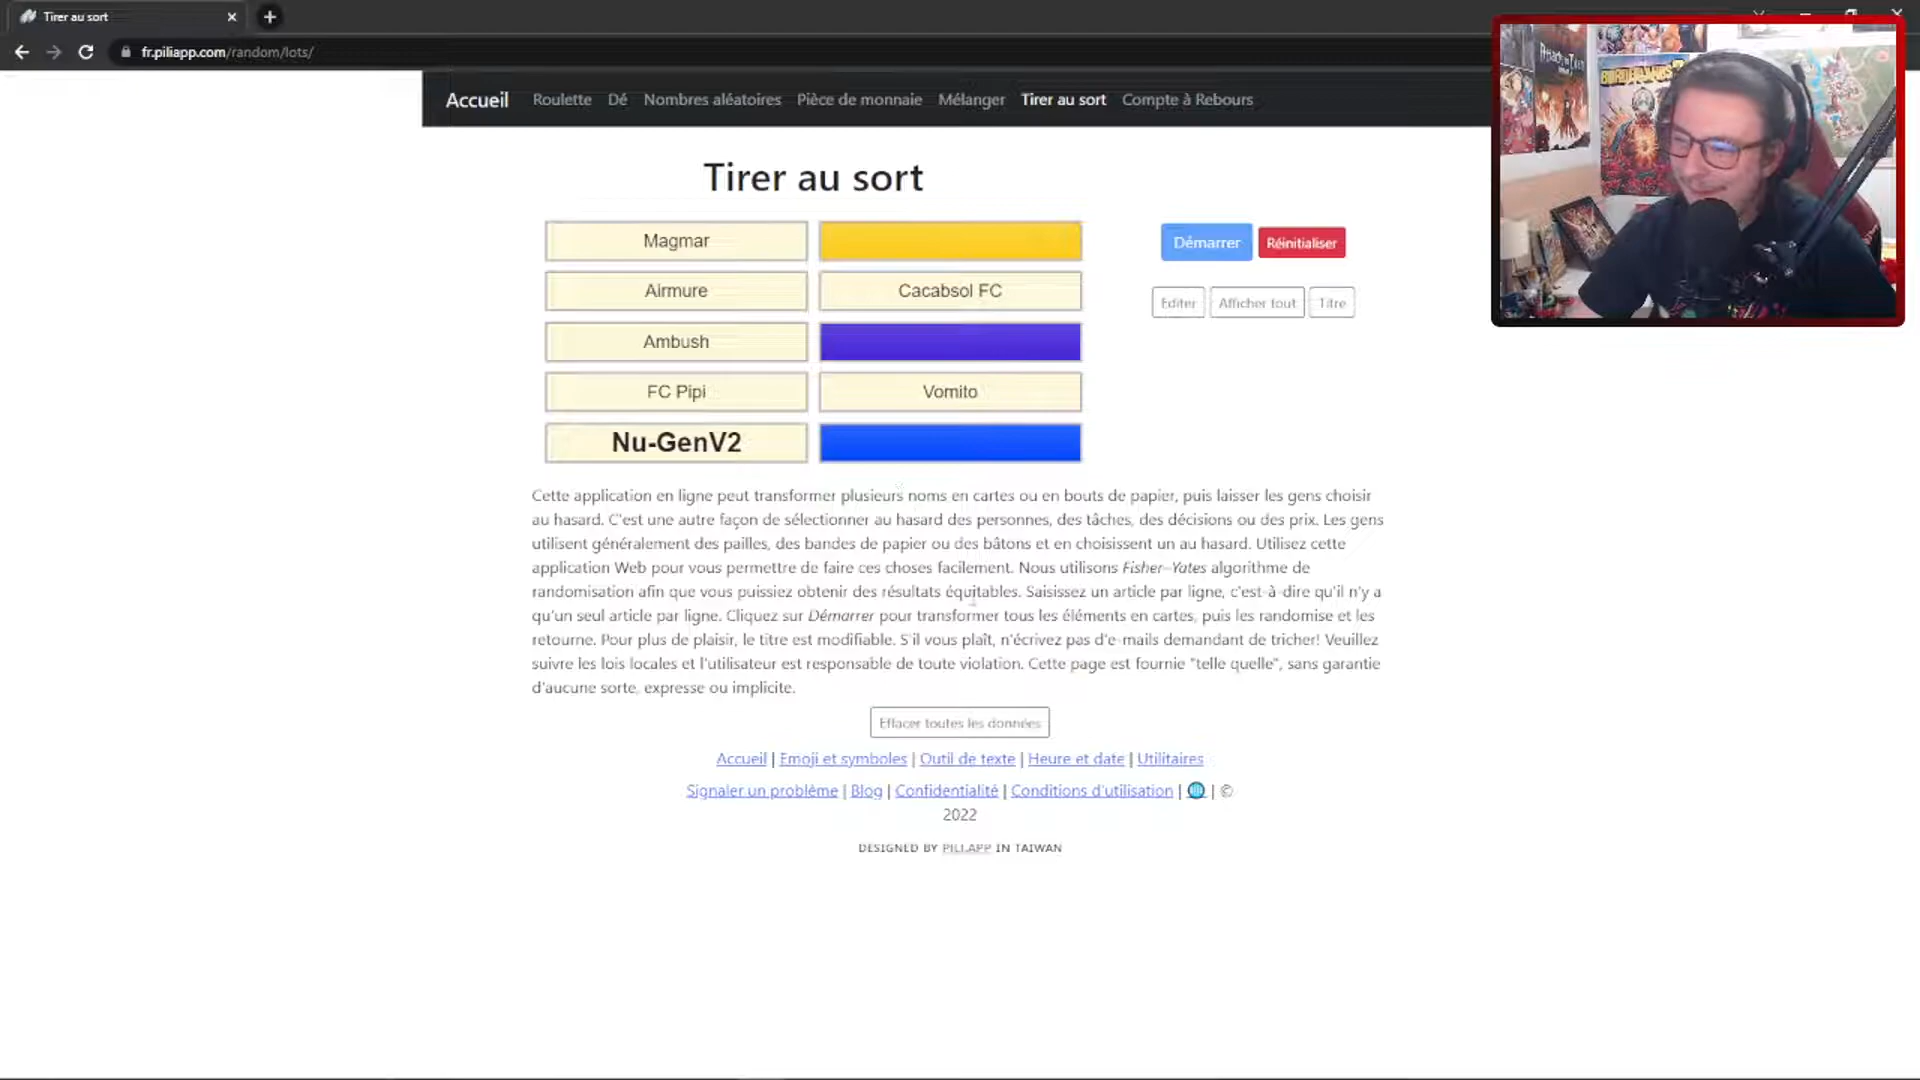 Tirer au sort
fr.piliapp.com/random/lots/
Accueil Roulette Dé Nombres aléatoires Pièce de monnaie Mélanger Tirer au sort Compte à Rebours
Tirer au sort
Magmar
Démarrer Réinitialiser
Airmure Cacabsol FC
Editer Afficher tout Titre
Ambush
FC Pipi Vomito
Nu-GenV2
Cette application en ligne peut transformer plusieurs noms en cartes ou en bouts de papier, puis laisser les gens choisir
au hasard. C'est une autre façon de sélectionner au hasard des personnes, des tâches, des décisions ou des prix. Les gens
utilisent généralement des pailles, des bandes de papier ou des bâtons et en choisissent un au hasard. Utilisez cette
application Web pour vous permettre de faire ces choses facilement. Nous utilisons Fisher–Yates algorithme de
randomisation afin que vous puissiez obtenir des résultats équitables. Saisissez un article par ligne, c'est-à-dire qu'il n'y a
qu'un seul article par ligne. Cliquez sur Démarrer pour transformer tous les éléments en cartes, puis les randomise et les
retourne. Pour plus de plaisir, le titre est modifiable. S'il vous plaît, n'écrivez pas d'e-mails demandant de tricher! Veuillez
suivre les lois locales et l'utilisateur est responsable de toute violation. Cette page est fournie "telle quelle", sans garantie
d'aucune sorte, expresse ou implicite.
Effacer toutes les données
Accueil | Emoji et symboles | Outil de texte | Heure et date | Utilitaires
Signaler un problème | Blog | Confidentialité | Conditions d'utilisation | | ©
2022
DESIGNED BY PILIAPP IN TAIWAN